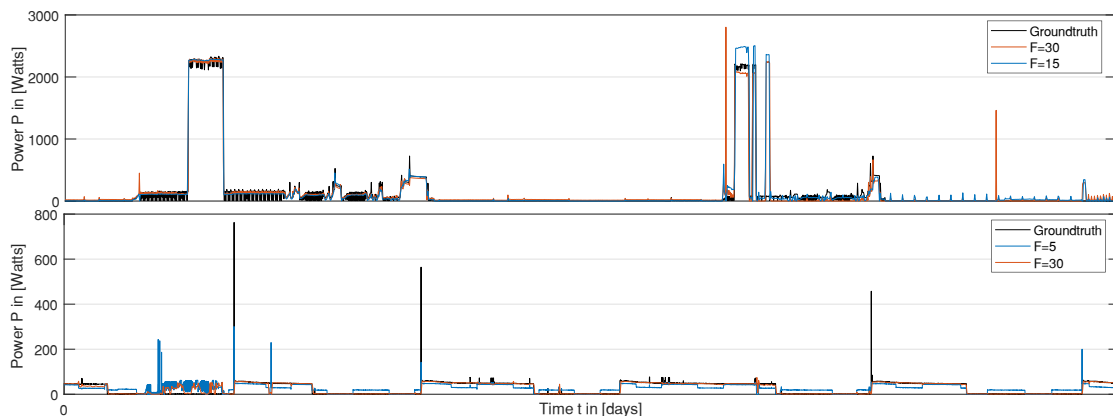 3000
2000
1000
0
Power P in [Watts]
Groundtruth
F=30
F=15
800
600
400
200
0
Power P in [Watts]
Groundtruth
F=5
F=30
0
Time t in [days]